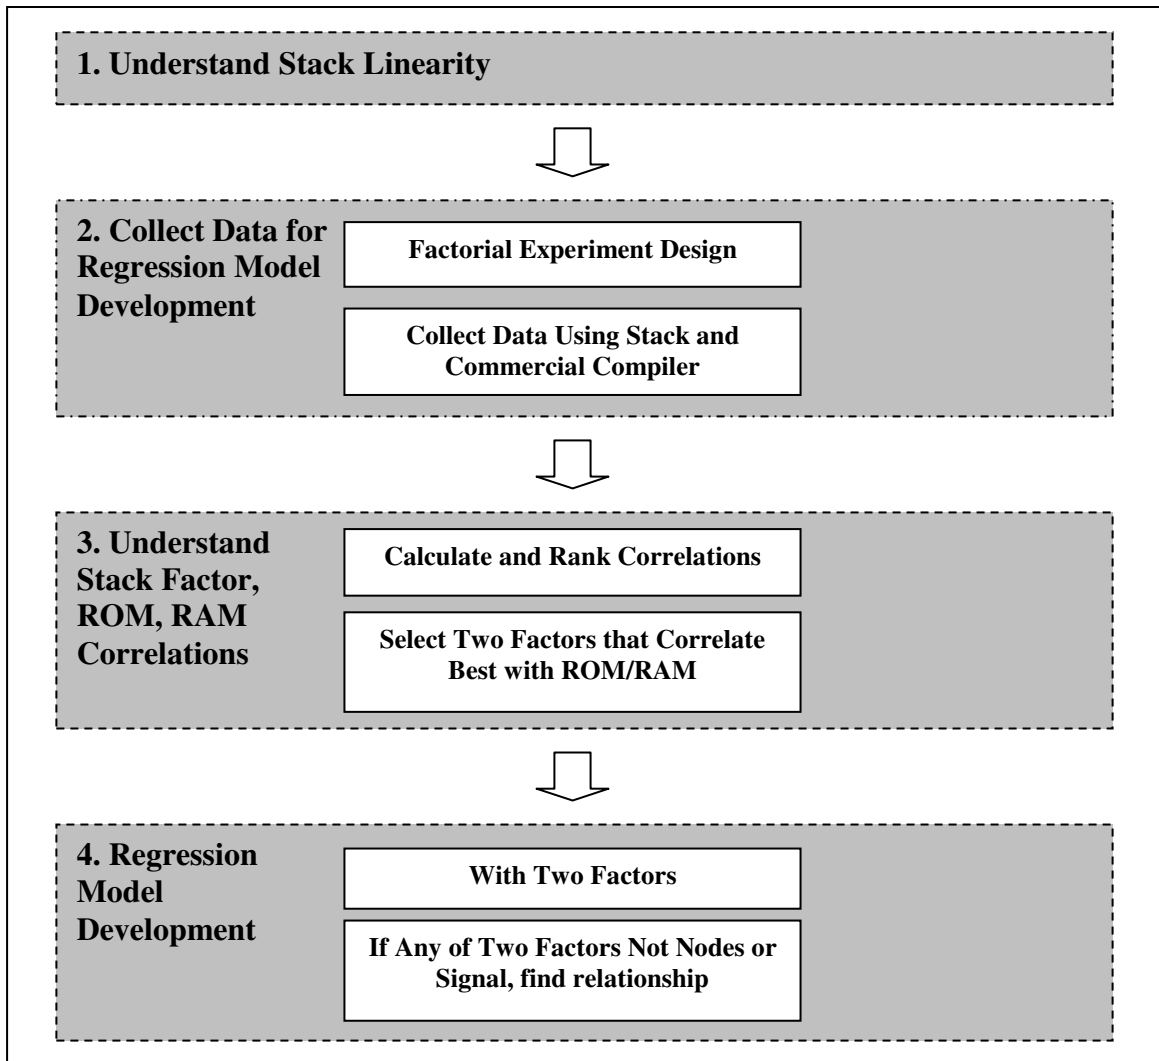 1. Understand Stack Linearity
2. Collect Data for
Regression Model
Development
Factorial Experiment Design
Collect Data Using Stack and
Commercial Compiler
3. Understand
Stack Factor,
ROM, RAM
Correlations
Calculate and Rank Correlations
Select Two Factors that Correlate
Best with ROM/RAM
4. Regression
Model
Development
With Two Factors
If Any of Two Factors Not Nodes or
Signal, find relationship